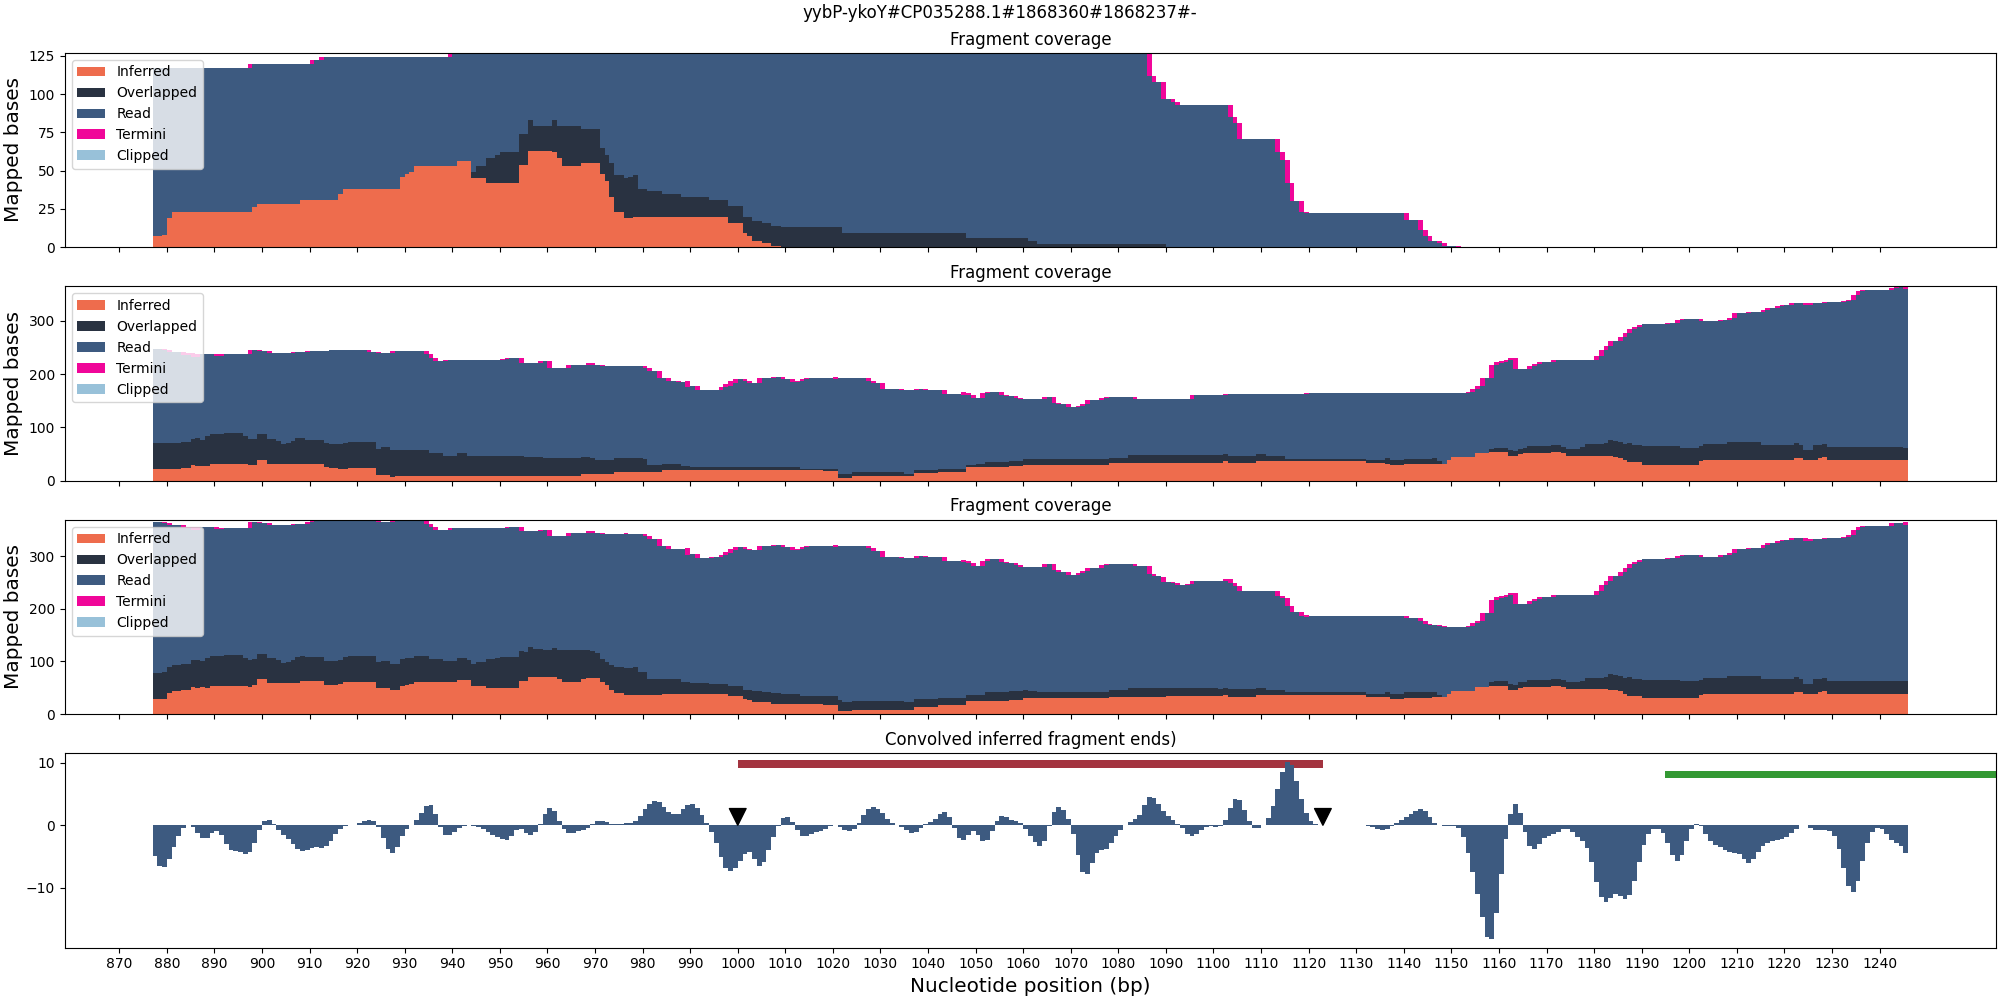 yybP-ykoY#CP035288.1#1868360#1868237#-
Fragment coverage
Mapped bases
125
100
75
50
25
0
Inferred
Overlapped
Read
Termini
Clipped
Fragment coverage
Mapped bases
300
200
100
0
Inferred
Overlapped
Read
Termini
Clipped
Fragment coverage
Mapped bases
300
200
100
0
Inferred
Overlapped
Read
Termini
Clipped
Convolved inferred fragment ends)
10
0
−10
870 880 890 900 910 920 930 940 950 960 970 980 990 1000 1010 1020 1030 1040 1050 1060 1070 1080 1090 1100 1110 1120 1130 1140 1150 1160 1170 1180 1190 1200 1210 1220 1230 1240
Nucleotide position (bp)